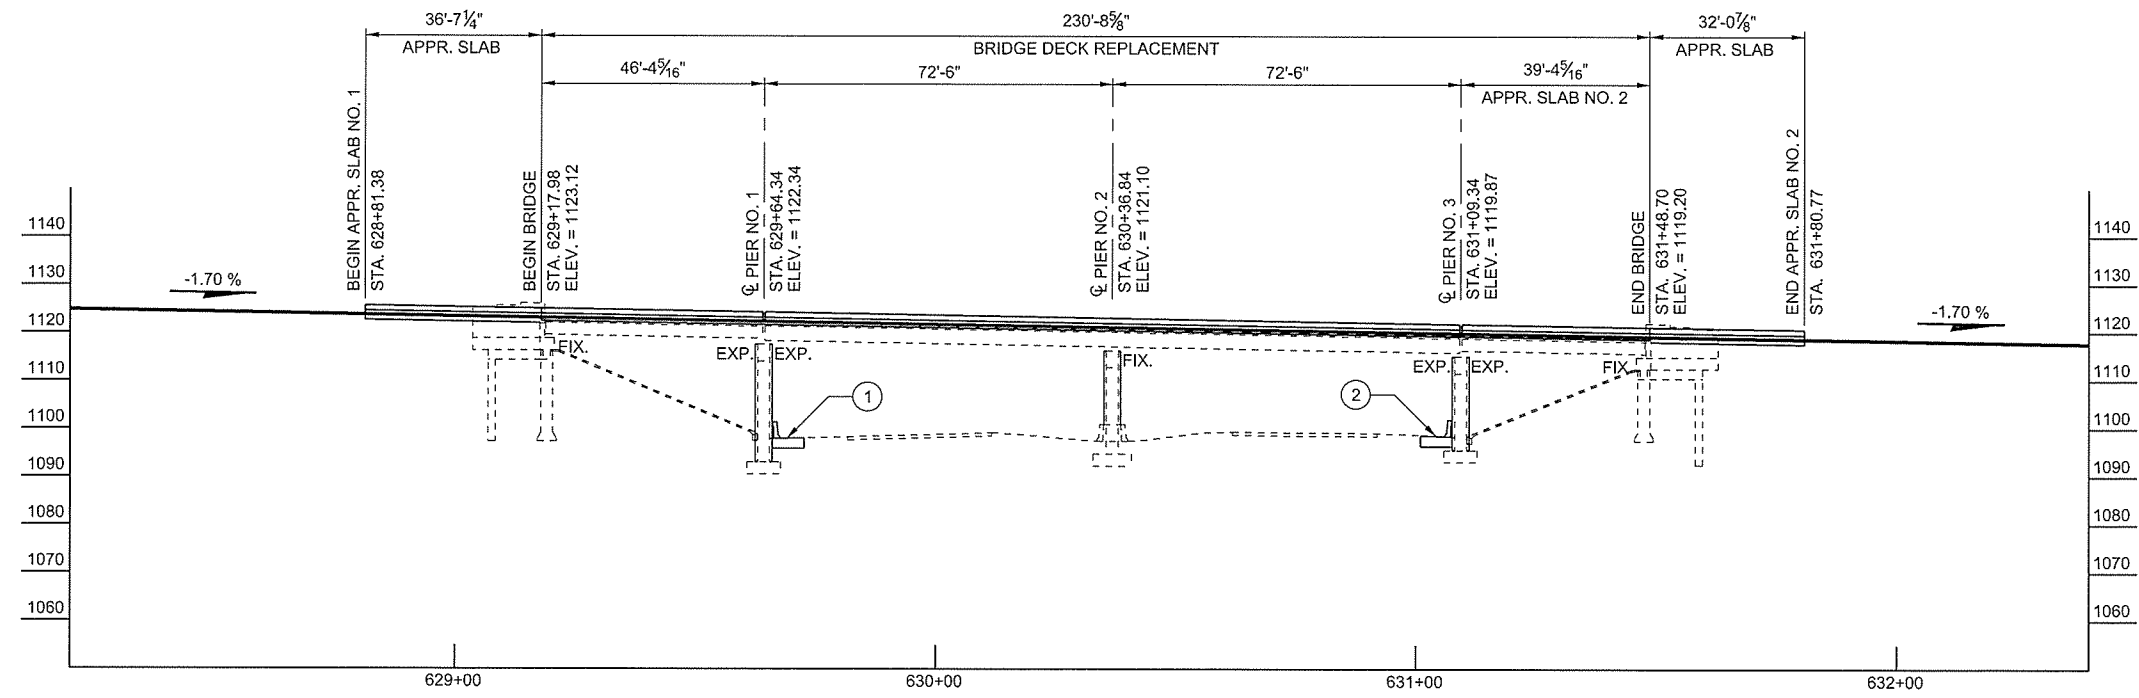 36'-7¼"
APPR. SLAB
230'-8⅝"
BRIDGE DECK REPLACEMENT
32'-0⅞"
APPR. SLAB
46'-4 5/16"
72'-6"
72'-6"
39'-4 5/16"
APPR. SLAB NO. 2
BEGIN APPR. SLAB NO. 1
STA. 628+81.38
BEGIN BRIDGE
STA. 629+17.98
ELEV. = 1123.12
℄ PIER NO. 1
STA. 629+64.34
ELEV. = 1122.34
℄ PIER NO. 2
STA. 630+36.84
ELEV. = 1121.10
℄ PIER NO. 3
STA. 631+09.34
ELEV. = 1119.87
END BRIDGE
STA. 631+48.70
ELEV. = 1119.20
END APPR. SLAB NO. 2
STA. 631+80.77
-1.70 %
-1.70 %
FIX.
EXP.
EXP.
FIX.
EXP.
EXP.
FIX.
1
2
1140
1130
1120
1110
1100
1090
1080
1070
1060
1140
1130
1120
1110
1100
1090
1080
1070
1060
629+00
630+00
631+00
632+00